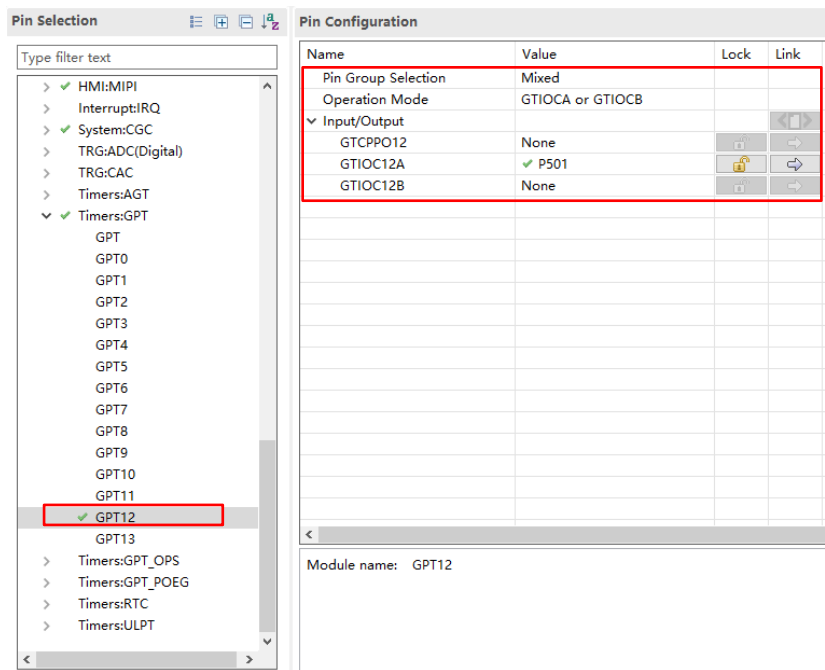 Pin Selection
Type filter text
HMI:MIPI
Interrupt:IRQ
System:CGC
TRG:ADC(Digital)
TRG:CAC
Timers:AGT
Timers:GPT
GPT
GPT0
GPT1
GPT2
GPT3
GPT4
GPT5
GPT6
GPT7
GPT8
GPT9
GPT10
GPT11
GPT12
GPT13
Timers:GPT_OPS
Timers:GPT_POEG
Timers:RTC
Timers:ULPT
Pin Configuration
Name Value Lock Link
Pin Group Selection Mixed
Operation Mode GTIOCA or GTIOCB
Input/Output
GTCPPO12 None
GTIOC12A P501
GTIOC12B None
Module name: GPT12